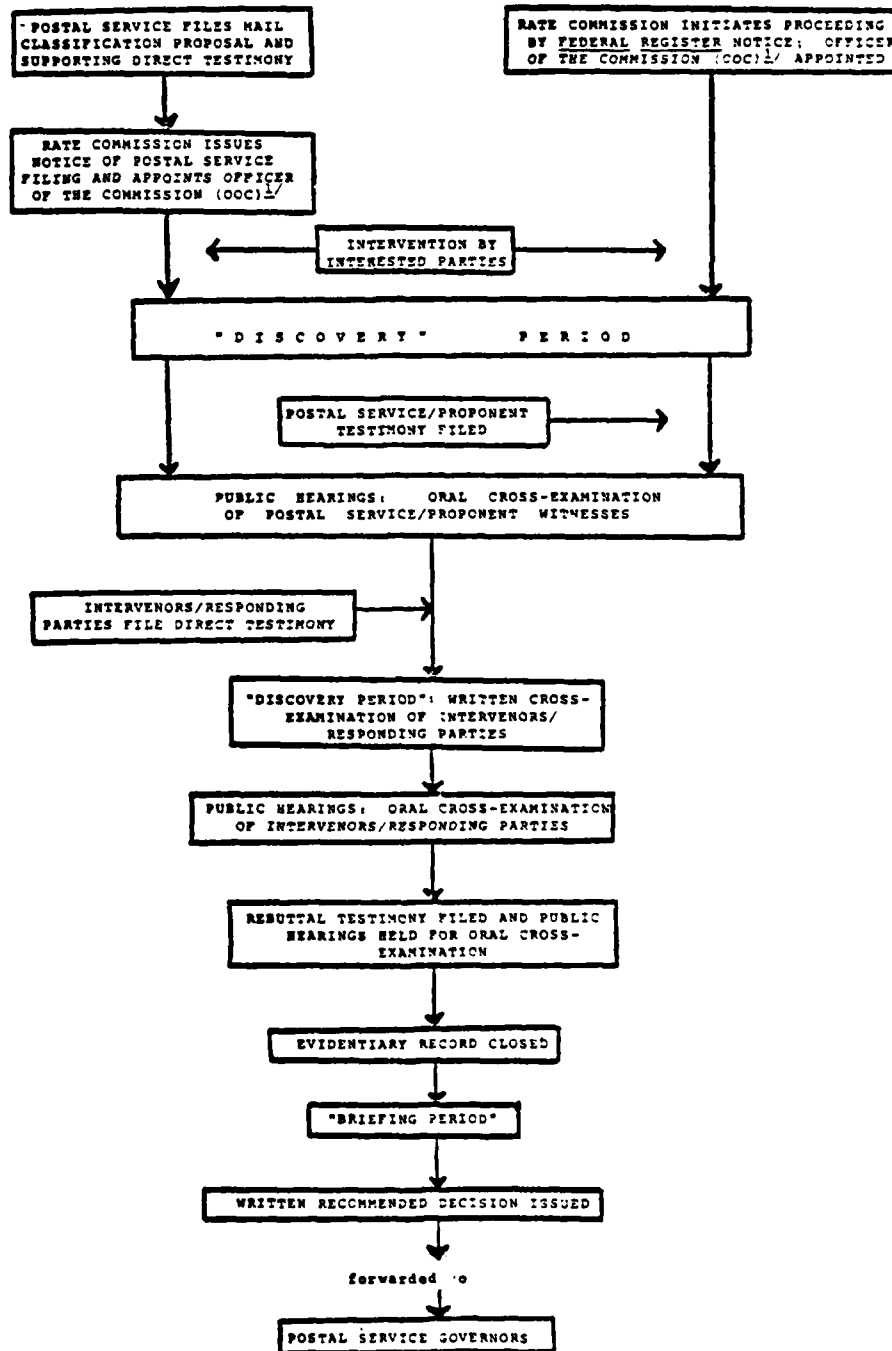 POSTAL SERVICE FILES MAIL
CLASSIFICATION PROPOSAL AND
SUPPORTING DIRECT TESTIMONY
RATE COMMISSION INITIATES PROCEEDING
BY FEDERAL REGISTER NOTICE; OFFICER
OF THE COMMISSION (OOC) 1/ APPOINTED
RATE COMMISSION ISSUES
NOTICE OF POSTAL SERVICE
FILING AND APPOINTS OFFICER
OF THE COMMISSION (OOC) 1/
INTERVENTION BY
INTERESTED PARTIES
"DISCOVERY" PERIOD
POSTAL SERVICE/PROPONENT
TESTIMONY FILED
PUBLIC HEARINGS: ORAL CROSS-EXAMINATION
OF POSTAL SERVICE/PROPONENT WITNESSES
INTERVENORS/RESPONDING
PARTIES FILE DIRECT TESTIMONY
"DISCOVERY PERIOD": WRITTEN CROSS-
EXAMINATION OF INTERVENORS/
RESPONDING PARTIES
PUBLIC HEARINGS: ORAL CROSS-EXAMINATION
OF INTERVENORS/RESPONDING PARTIES
REBUTTAL TESTIMONY FILED AND PUBLIC
HEARINGS HELD FOR ORAL CROSS-
EXAMINATION
EVIDENTIARY RECORD CLOSED
"BRIEFING PERIOD"
WRITTEN RECOMMENDED DECISION ISSUED
forwarded
POSTAL SERVICE GOVERNORS